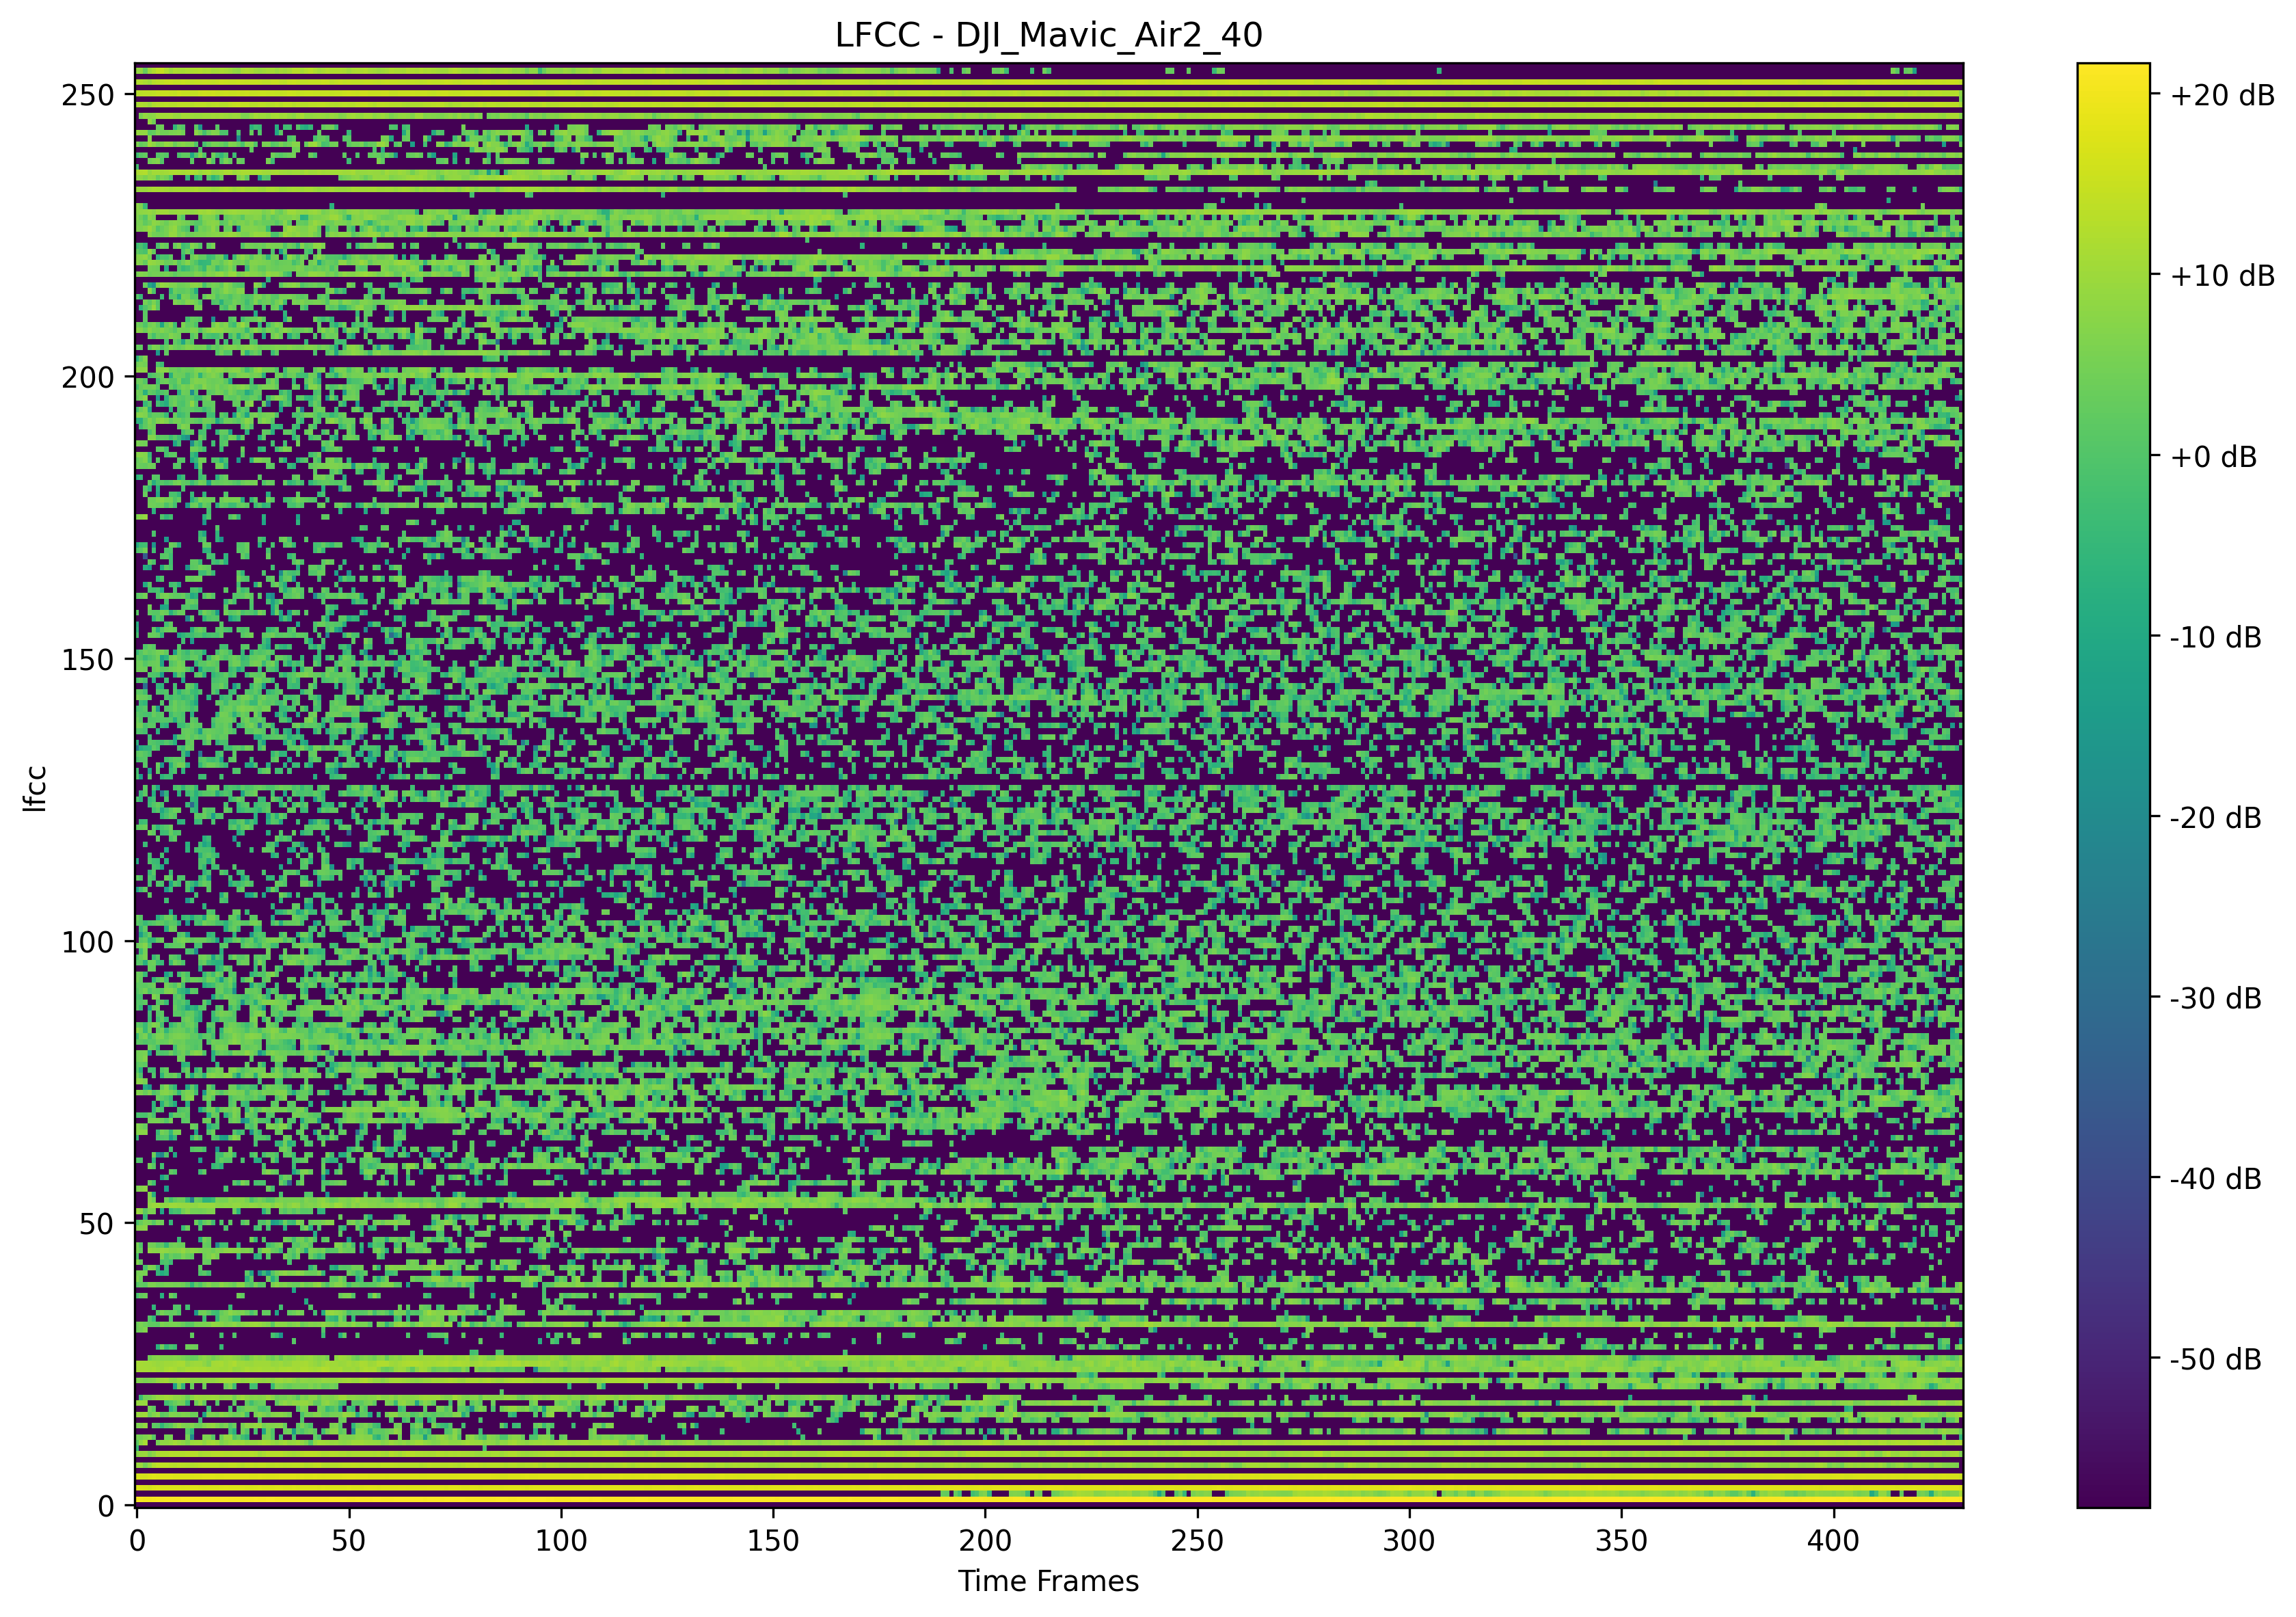 LFCC - DJI_Mavic_Air2_40
250
200
150
100
50
0
lfcc
0 50 100 150 200 250 300 350 400
Time Frames
+20 dB
+10 dB
+0 dB
-10 dB
-20 dB
-30 dB
-40 dB
-50 dB